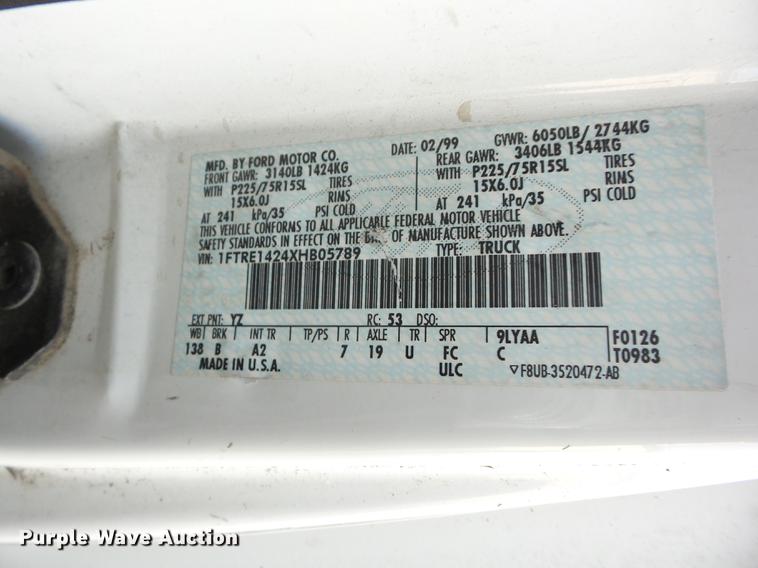 MFD. BY FORD MOTOR CO.
DATE: 02/99 GVWR: 6050LB/ 2744KG
FRONT GAWR: 3140LB 1424KG
REAR GAWR: 3406LB 1544KG
WITH P225/75R15SL TIRES
WITH P225/75R15SL TIRES
15X6.0J RIMS
15X6.0J RIMS
AT 241 kPa/35 PSI COLD
AT 241 kPa/35 PSI COLD
THIS VEHICLE CONFORMS TO ALL APPLICABLE FEDERAL MOTOR VEHICLE
SAFETY STANDARDS IN EFFECT ON THE OF MANUFACTURE SHOWN ABOVE.
VIN: 1FTRE1424XHB05789 TYPE: TRUCK
EXT PNT: YZ RC: 53 DSO:
WB BRK INT TR TP/PS R AXLE TR SPR 9LYAA F0126
138 B A2 7 19 U FC C T0983
MADE IN U.S.A. ULC ▽F8UB-3520472-AB
Purple Wave Auction